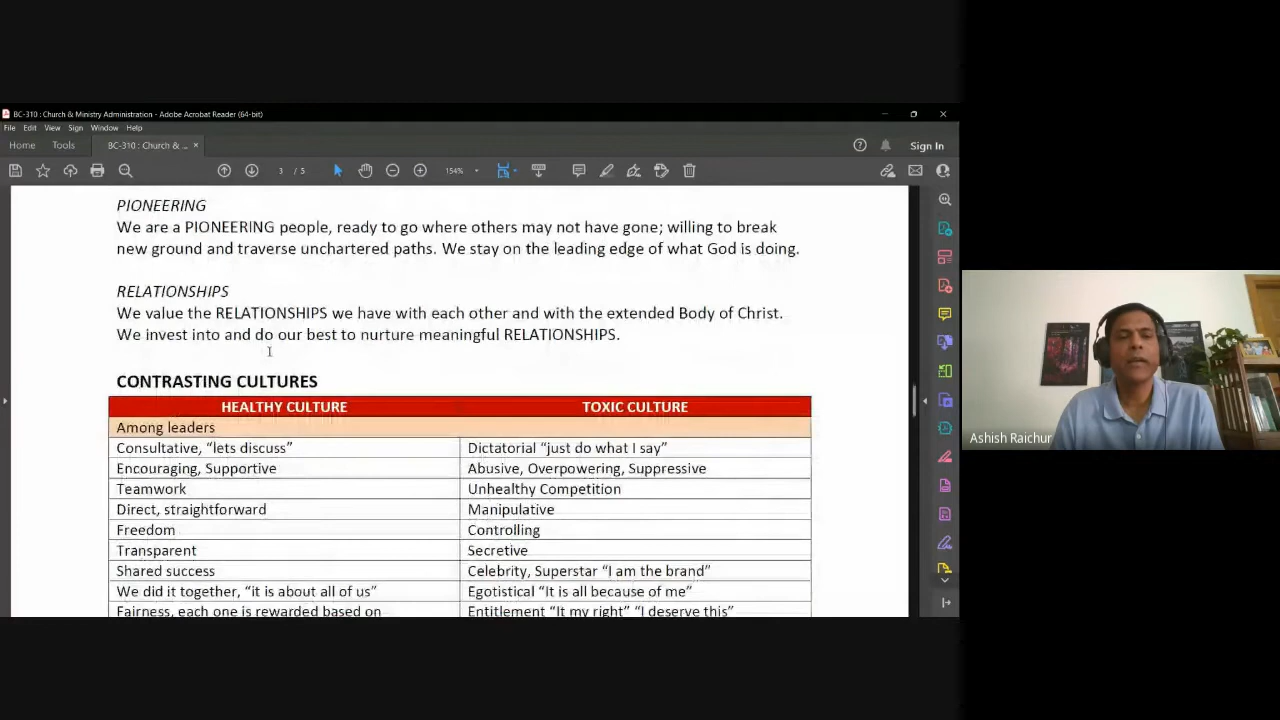 BC-310 : Church & Ministry Administration - Adobe Acrobat Reader (64-bit)
File Edit View Sign Window Help
Home Tools BC-310 : Church & ... × Sign In
3 / 5 154%
PIONEERING
We are a PIONEERING people, ready to go where others may not have gone; willing to break
new ground and traverse unchartered paths. We stay on the leading edge of what God is doing.
RELATIONSHIPS
We value the RELATIONSHIPS we have with each other and with the extended Body of Christ.
We invest into and do our best to nurture meaningful RELATIONSHIPS.
CONTRASTING CULTURES
HEALTHY CULTURE TOXIC CULTURE
Among leaders
Consultative, “lets discuss” Dictatorial “just do what I say”
Encouraging, Supportive Abusive, Overpowering, Suppressive
Teamwork Unhealthy Competition
Direct, straightforward Manipulative
Freedom Controlling
Transparent Secretive
Shared success Celebrity, Superstar “I am the brand”
We did it together, “it is about all of us” Egotistical “It is all because of me”
Fairness, each one is rewarded based on Entitlement “It my right” “I deserve this”
Ashish Raichur